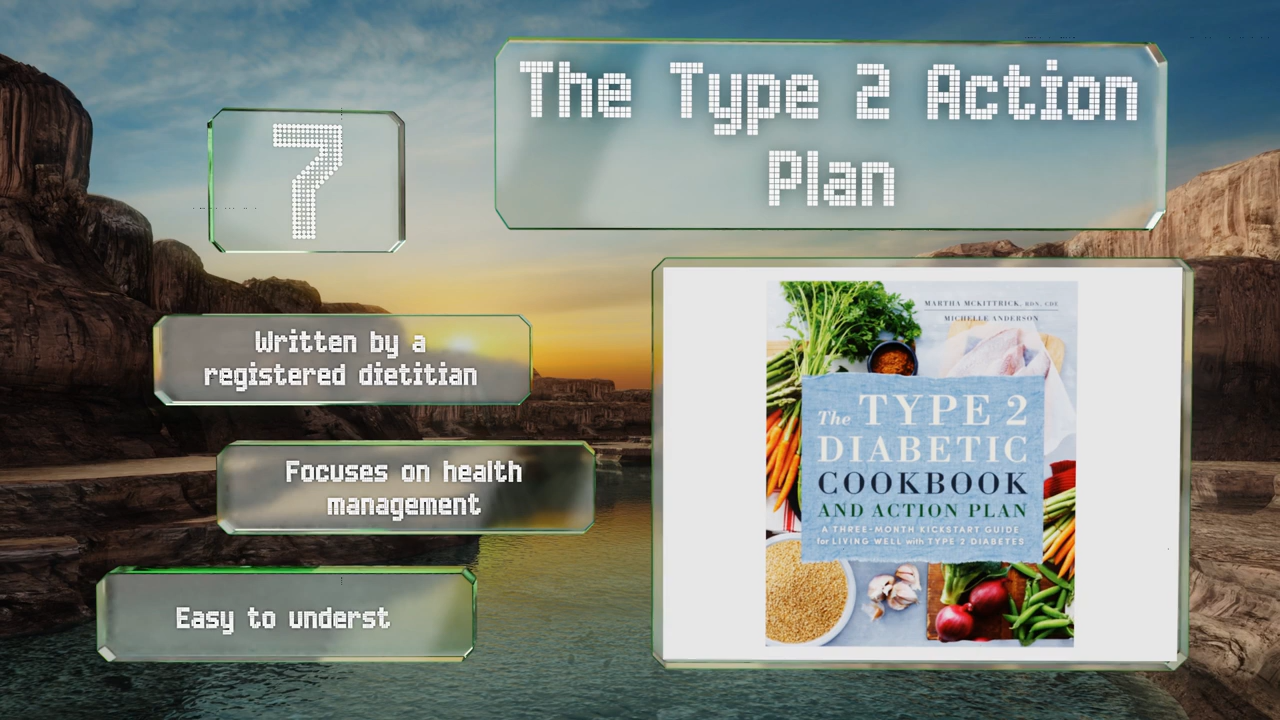 7
The Type 2 Action
Plan
Written by a
registered dietitian
Focuses on health
management
Easy to underst
MARTHA MCKITTRICK, RDN, CDE
MICHELLE ANDERSON
The TYPE 2
DIABETIC
COOKBOOK
AND ACTION PLAN
A THREE-MONTH KICKSTART GUIDE
for LIVING WELL with TYPE 2 DIABETES